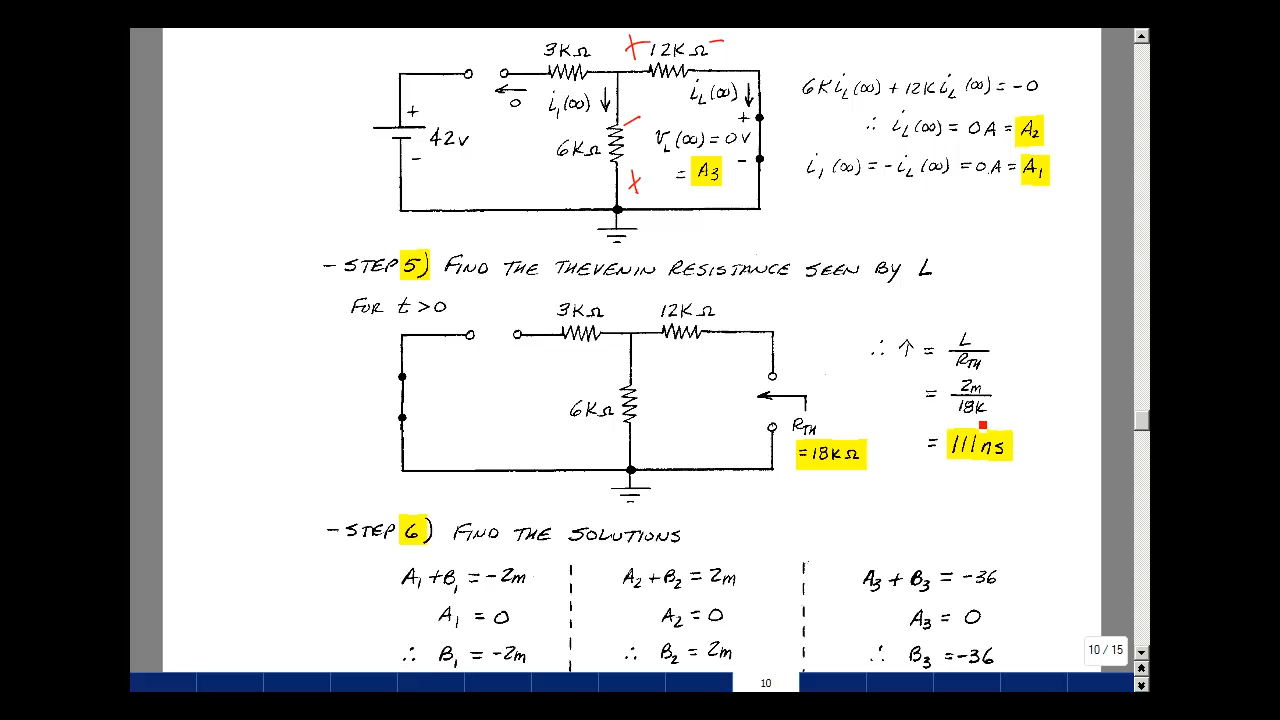 3KΩ + 12KΩ -
0 i₁(∞) iL(∞)
+ 42V -
6KΩ
+ vL(∞) = 0V -
= A3
6K iL(∞) + 12K iL(∞) = -0
∴ iL(∞) = 0A = A2
i₁(∞) = -iL(∞) = 0A = A1
- STEP 5) FIND THE THEVENIN RESISTANCE SEEN BY L
FOR t > 0
3KΩ 12KΩ
6KΩ
RTH
= 18KΩ
∴ ↑ = L/RTH
= 2m/18K
= 111ns
- STEP 6) FIND THE SOLUTIONS
A1 + B1 = -2m A2 + B2 = 2m A3 + B3 = -36
A1 = 0 A2 = 0 A3 = 0
∴ B1 = -2m ∴ B2 = 2m ∴ B3 = -36
10 / 15
10